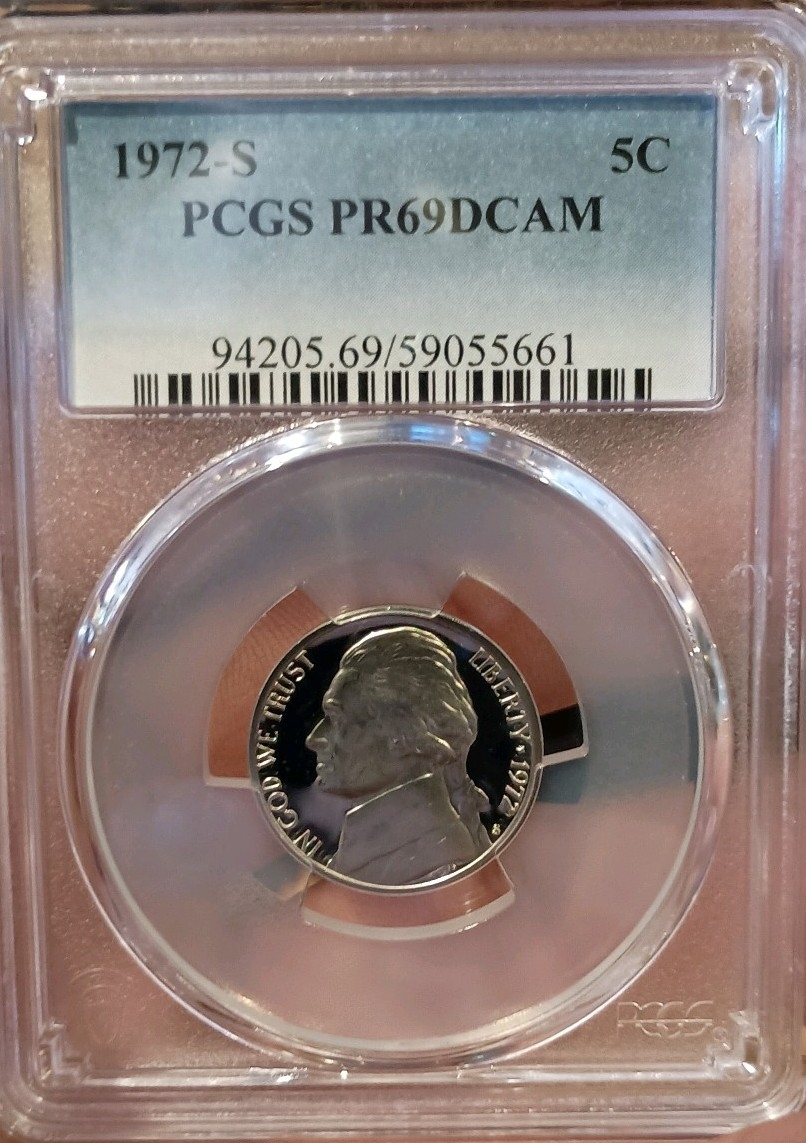 1972-S 5C
PCGS PR69DCAM
94205.69/59055661
IN GOD WE TRUST
LIBERTY * 1972
S
PCGS